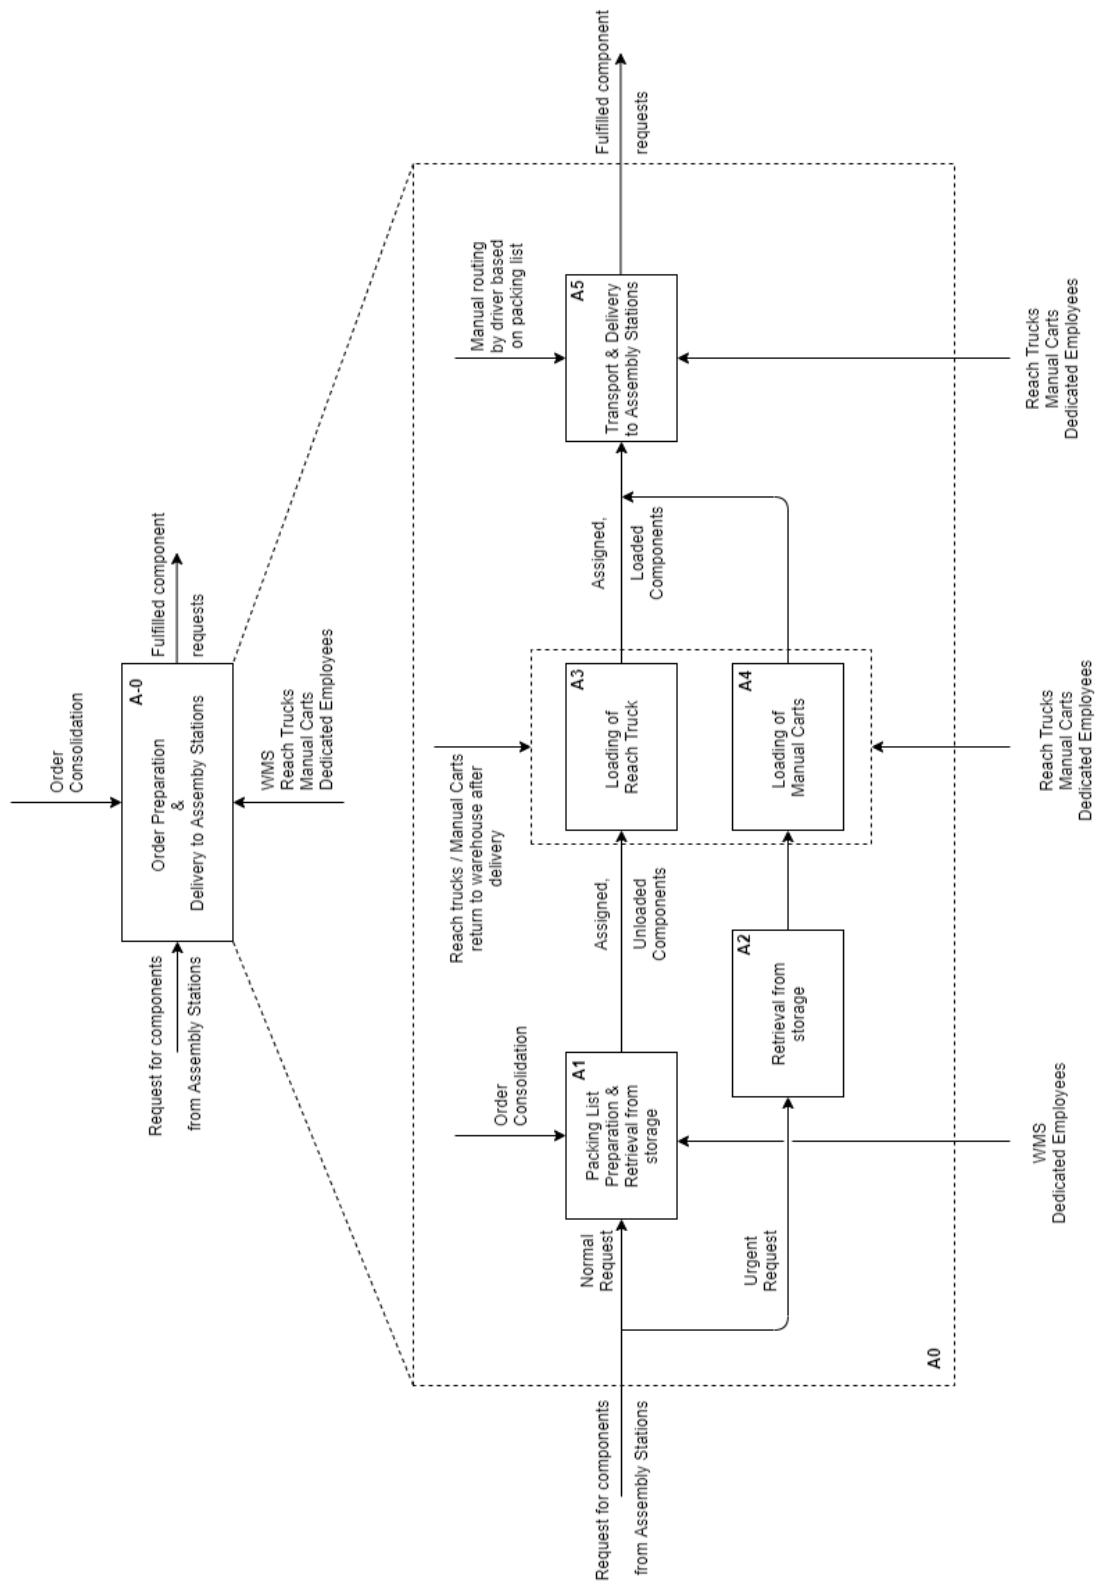 Order
Consolidation
Request for components
from Assembly Stations
A-0
Order Preparation
&
Delivery to Assemby Stations
Fulfilled component
requests
WMS
Reach Trucks
Manual Carts
Dedicated Employees
Request for components
from Assembly Stations
Normal
Request
Urgent
Request
Order
Consolidation
A1
Packing List
Preparation &
Retrieval from
storage
WMS
Dedicated Employees
A2
Retrieval from
storage
Assigned,
Unloaded
Components
Reach trucks / Manual Carts
return to warehouse after
delivery
A3
Loading of
Reach Truck
A4
Loading of
Manual Carts
Reach Trucks
Manual Carts
Dedicated Employees
Assigned,
Loaded
Components
Manual routing
by driver based
on packing list
A5
Transport & Delivery
to Assembly Stations
Reach Trucks
Manual Carts
Dedicated Employees
Fulfilled component
requests
A0